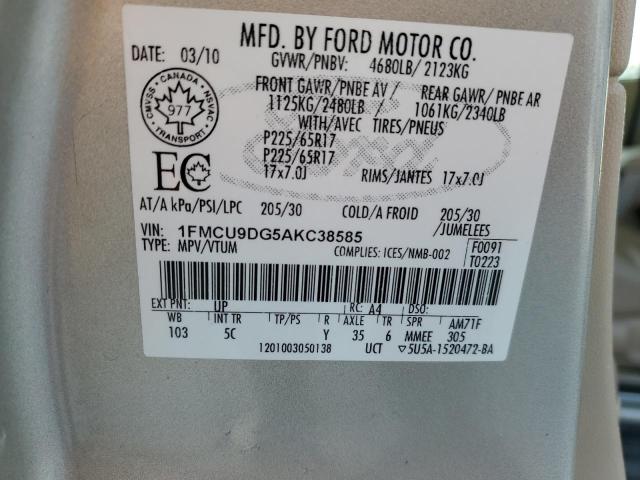 MFD. BY FORD MOTOR CO.
DATE: 03/10
GVWR/PNBV: 4680LB/ 2123KG
FRONT GAWR/PNBE AV / REAR GAWR/ PNBE AR
1125KG/2480LB / 1061KG/2340LB
WITH/AVEC TIRES/PNEUS
P225/65R17
P225/65R17
17x7.0J RIMS/JANTES 17x7.0J
CANADA
CMVSS
NSVAC
977
TRANSPORT
EC
AT/A kPa/PSI/LPC 205/30 COLD/A FROID 205/30
/JUMELEES
VIN: 1FMCU9DG5AKC38585
TYPE: MPV/VTUM COMPLIES: ICES/NMB-002
F0091
T0223
EXT PNT: UP RC: A4 DSO:
WB INT TR TP/PS R AXLE TR SPR AM71F
103 5C Y 35 6 MMEE 305
1201003050138 UCT ▽5U5A-1520472-BA